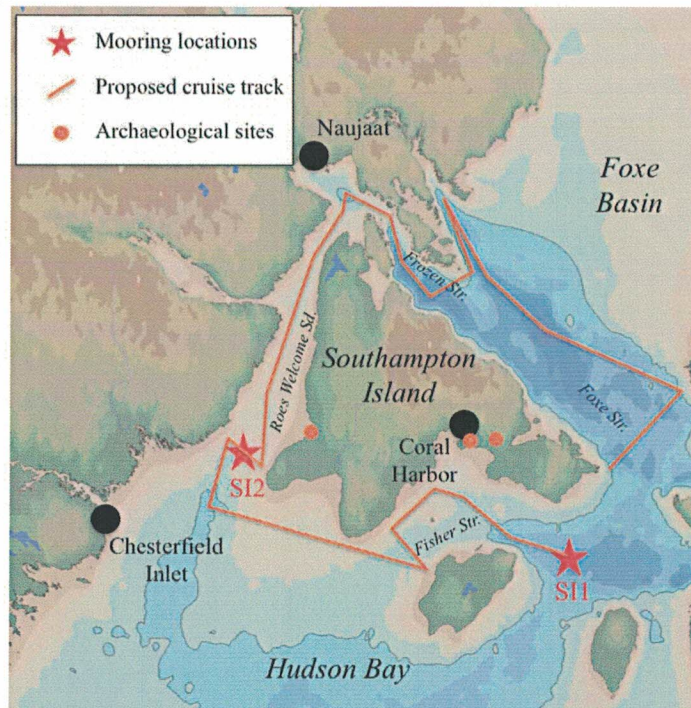 Mooring locations
Proposed cruise track
Archaeological sites
Naujaat
Foxe
Basin
Frozen Str.
Roes Welcome Sd.
Southampton
Island
Foxe Str.
Coral
Harbor
SI2
Fisher Str.
Chesterfield
Inlet
SI1
Hudson Bay